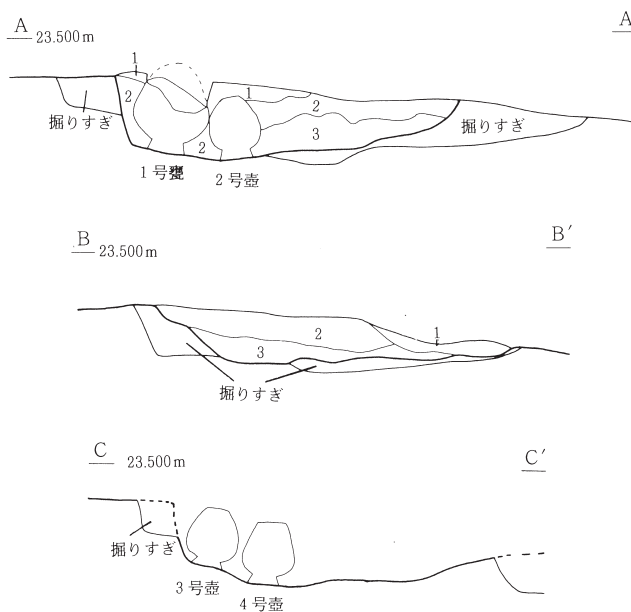 A 23.500m A
1
2 1
掘りすぎ 2 3 掘りすぎ
2
1号甕 2号壺
B 23.500m B′
2 1
3
掘りすぎ
C 23.500m C′
掘りすぎ
3号壺
4号壺